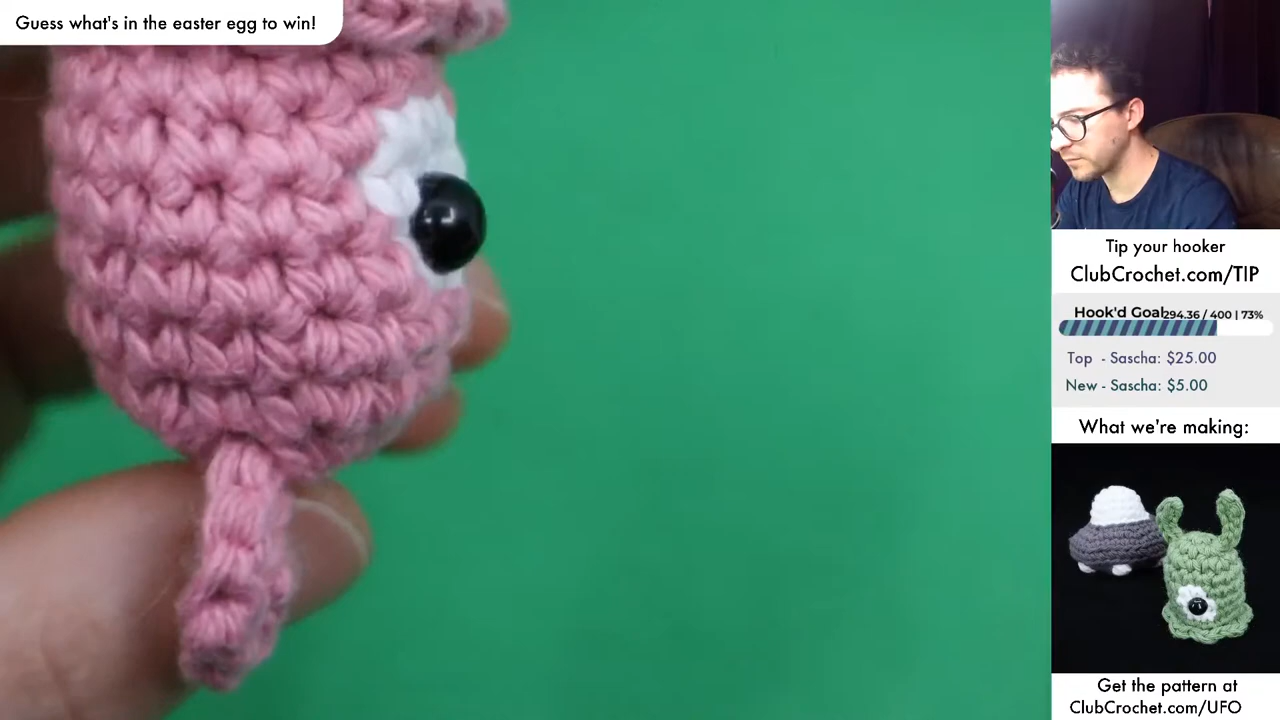 Guess what's in the easter egg to win!
Tip your hooker
ClubCrochet.com/TIP
Hook'd Goal 294.36 / 400 | 73%
Top - Sascha: $25.00
New - Sascha: $5.00
What we're making:
Get the pattern at
ClubCrochet.com/UFO